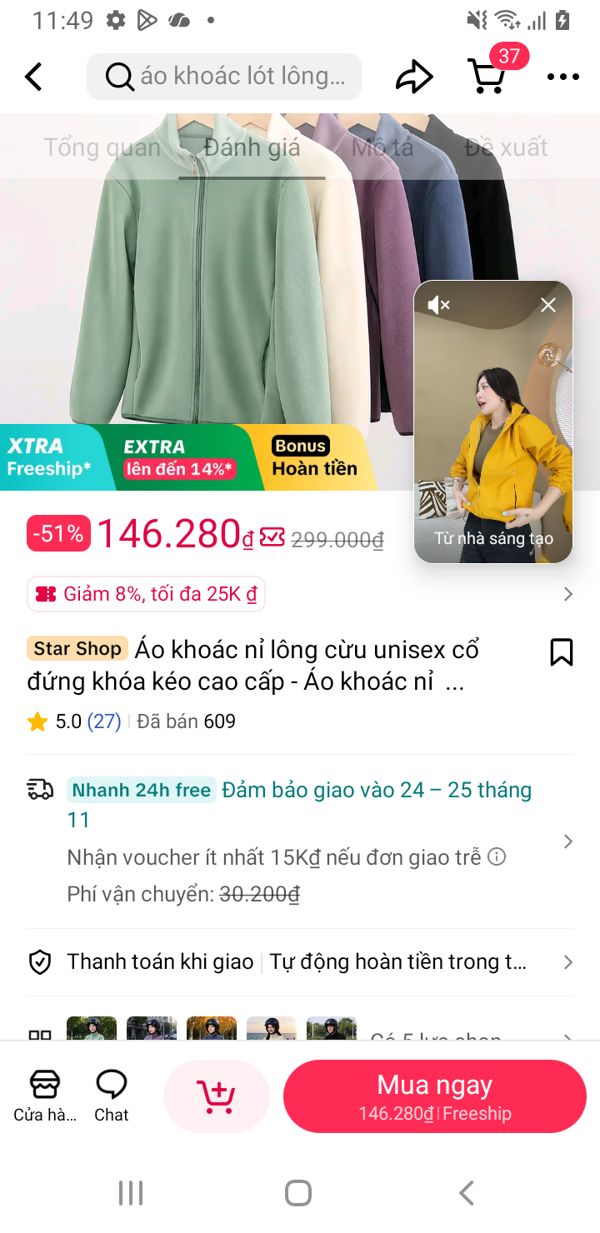 11:49
37
áo khoác lót lông...
Tổng quan Đánh giá Mô tả Đề xuất
XTRA
Freeship*
EXTRA
lên đến 14%*
Bonus
Hoàn tiền
Từ nhà sáng tạo
-51% 146.280₫ 299.000₫
Giảm 8%, tối đa 25K ₫
Star Shop Áo khoác nỉ lông cừu unisex cổ
đứng khóa kéo cao cấp - Áo khoác nỉ ...
5.0 (27) Đã bán 609
Nhanh 24h free Đảm bảo giao vào 24 – 25 tháng
11
Nhận voucher ít nhất 15K₫ nếu đơn giao trễ
Phí vận chuyển: 30.200₫
Thanh toán khi giao Tự động hoàn tiền trong t...
Có 5 lựa chọn
Cửa hà... Chat
Mua ngay
146.280₫ Freeship